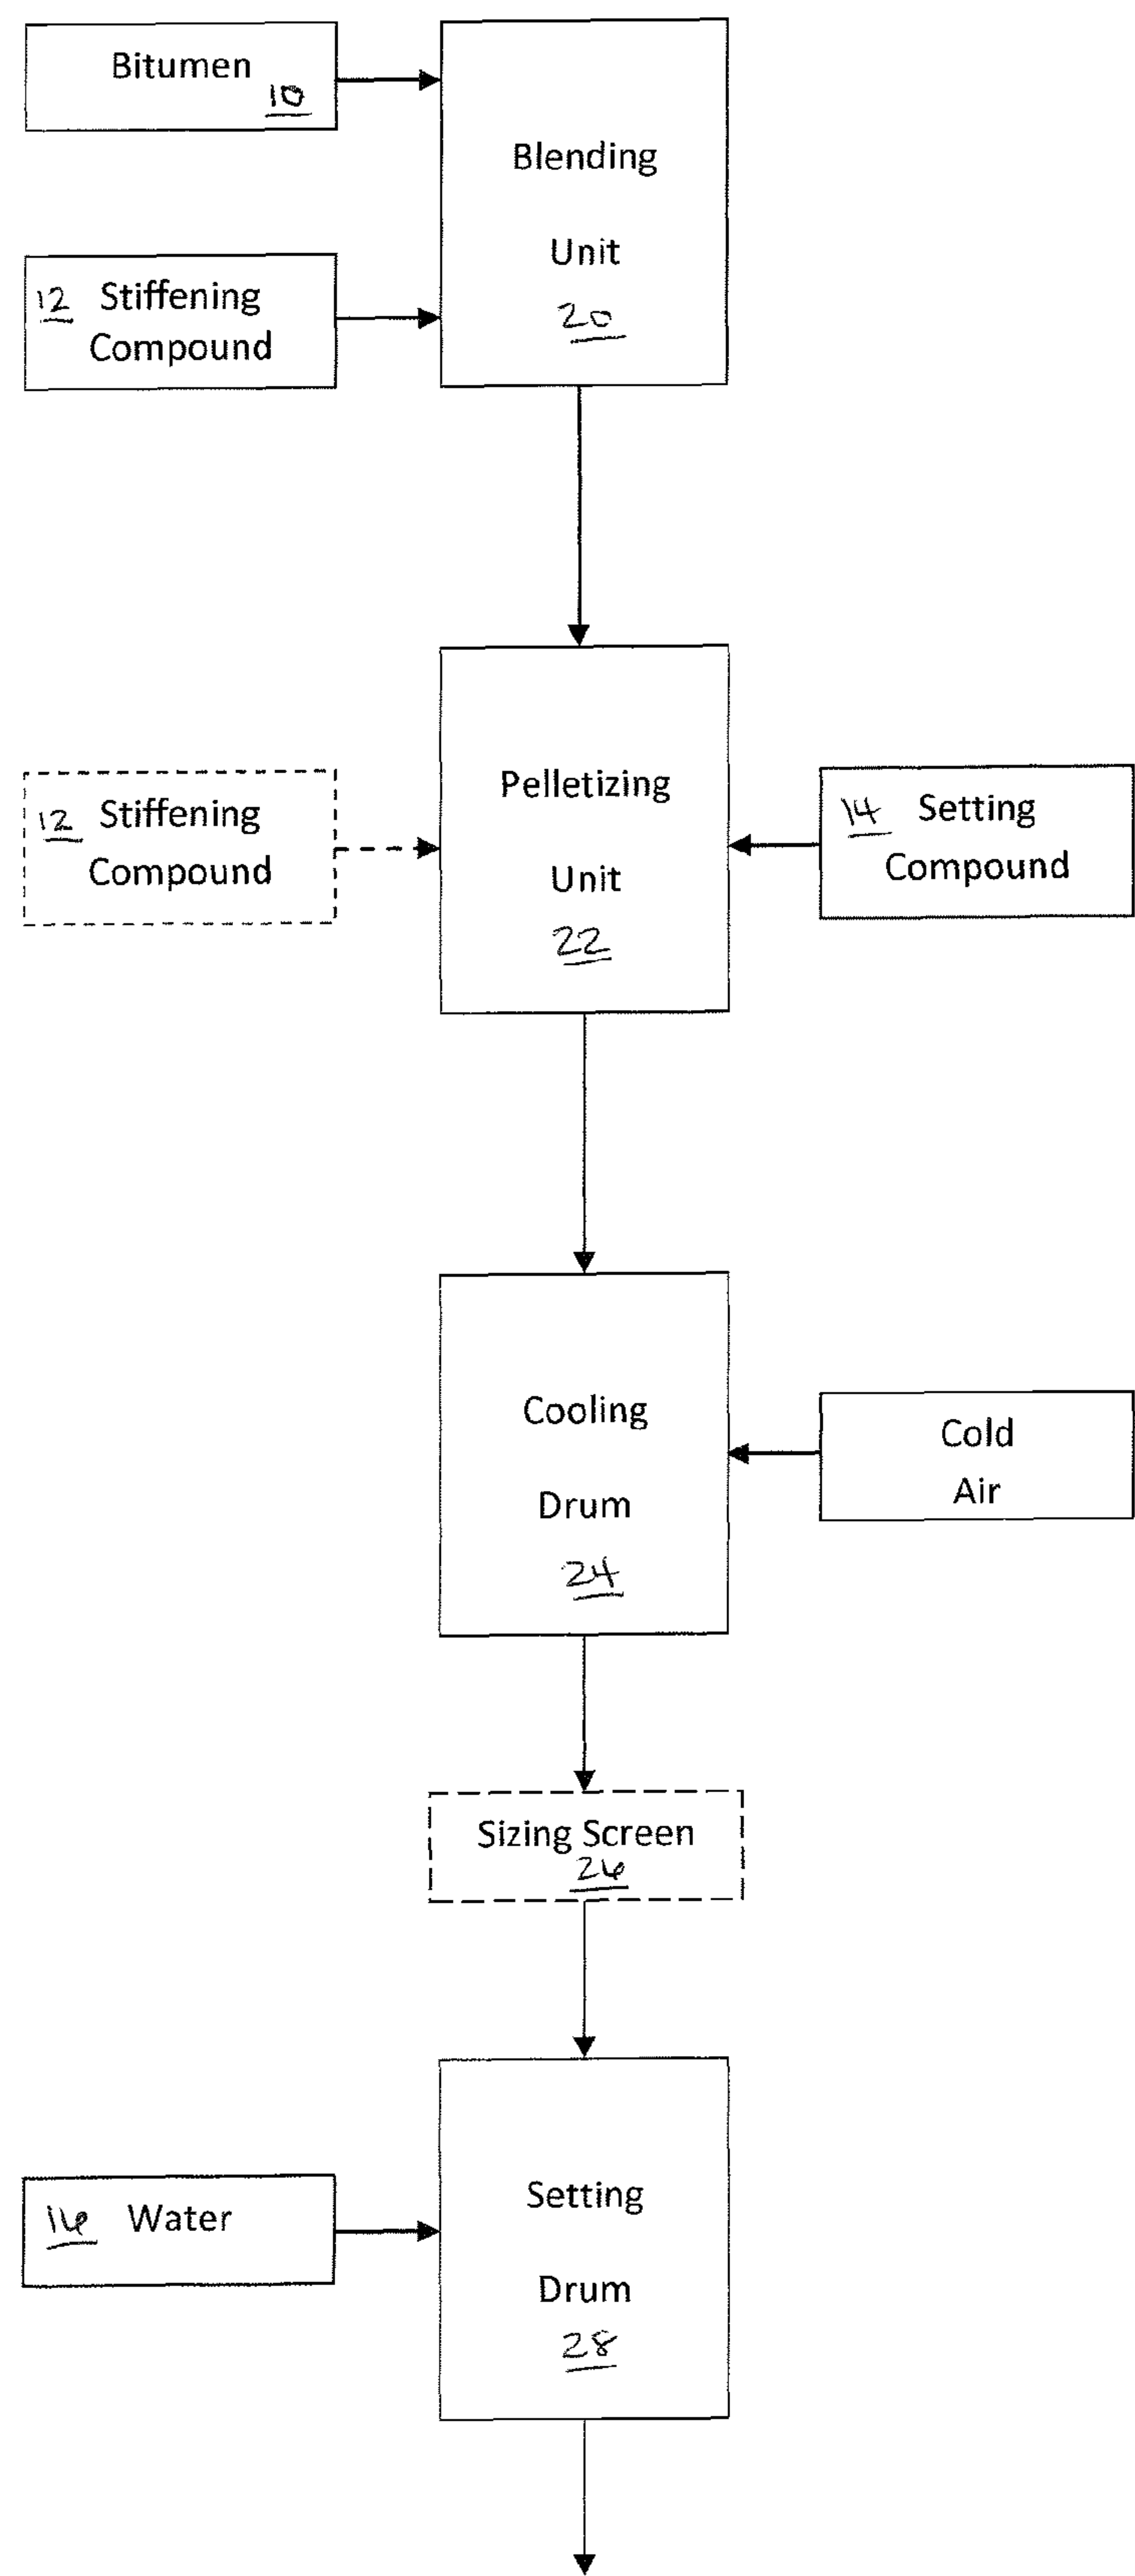 Bitumen
10
Blending
Unit
20
12 Stiffening
Compound
Pelletizing
Unit
22
12 Stiffening
Compound
14 Setting
Compound
Cooling
Drum
24
Cold
Air
Sizing Screen
26
Setting
Drum
28
16 Water